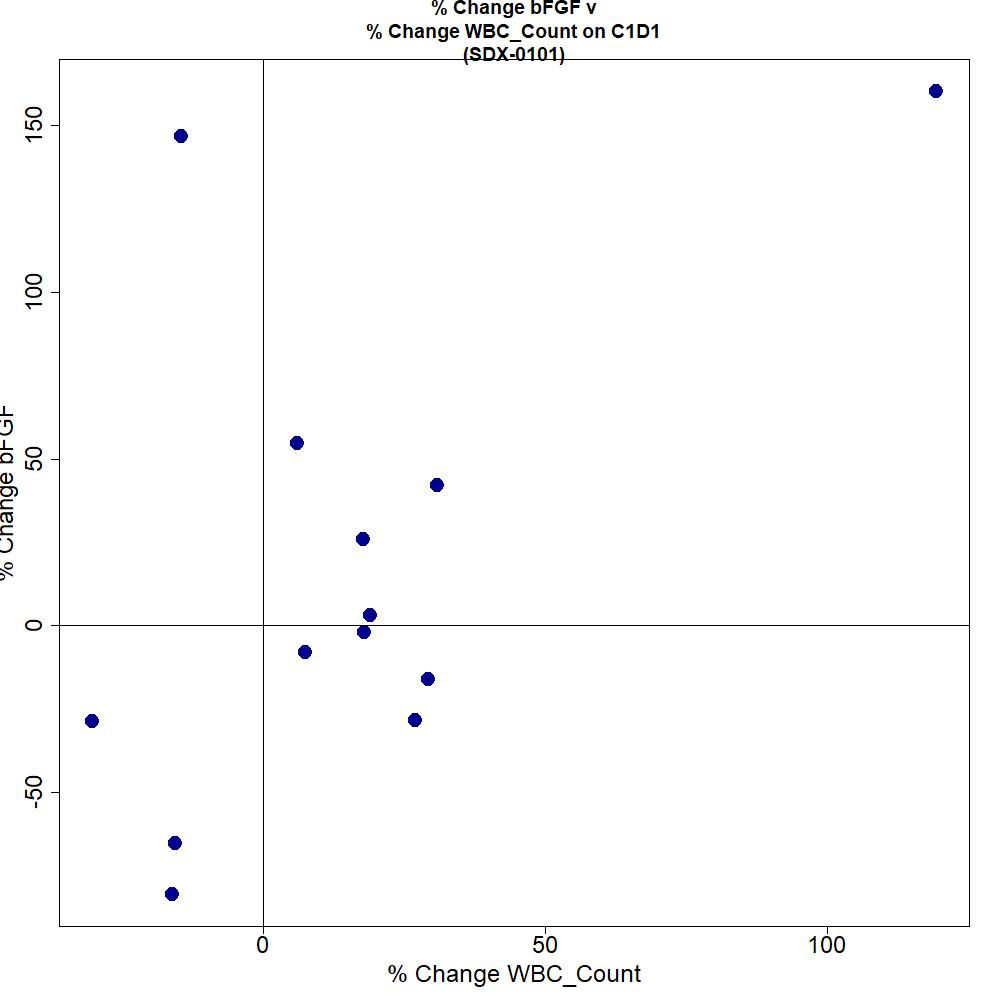 % Change bFGF v
% Change WBC_Count on C1D1
(SDX-0101)
150
100
50
0
-50
% Change bFGF
0
50
100
% Change WBC_Count